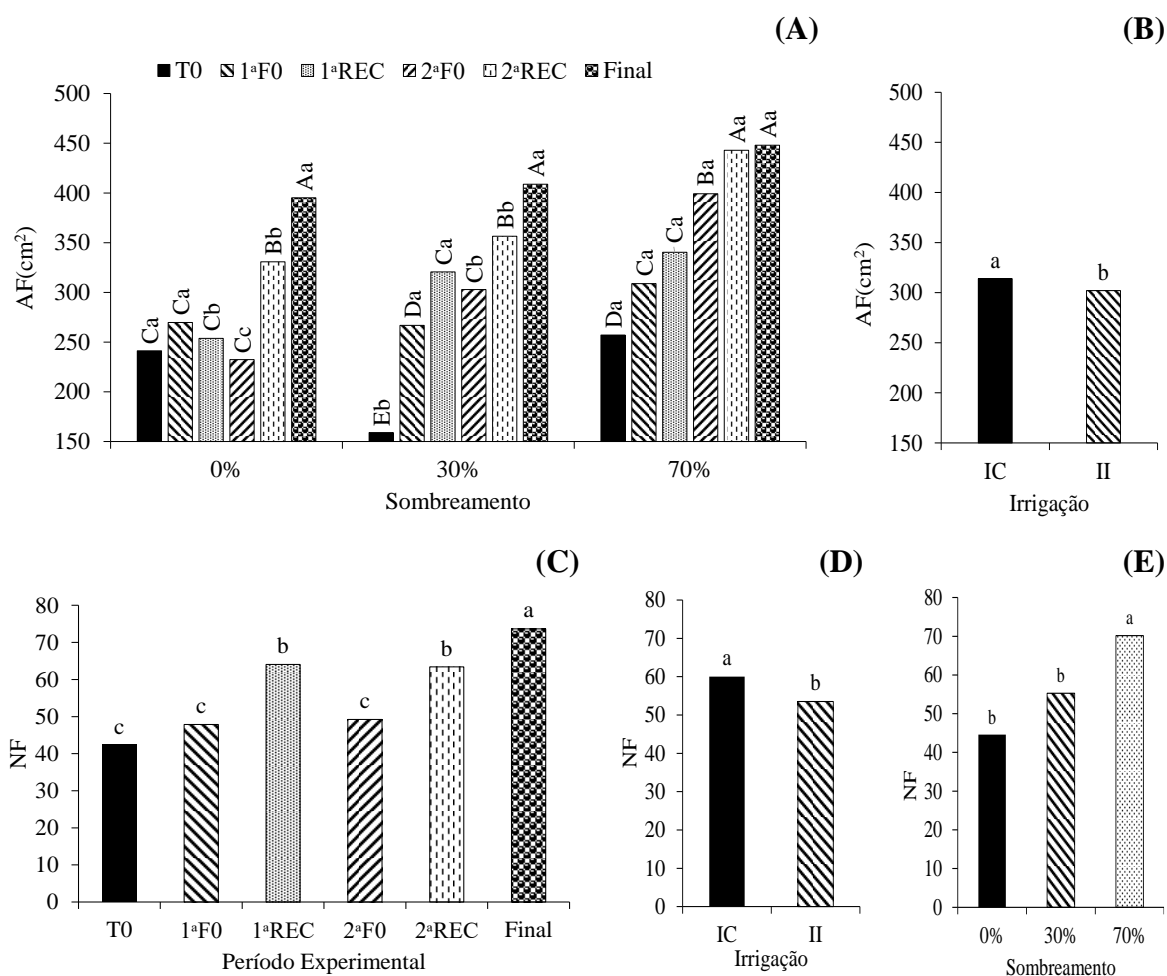 (A)
T0 1ªF0 1ªREC 2ªF0 2ªREC Final
500
450
400
350
300
250
200
150
AF(cm²)
Ca Ca Cb Cc Bb Aa
Eb Da Ca Cb Bb Aa
Da Ca Ca Ba Aa Aa
0% 30% 70%
Sombreamento
(B)
500
450
400
350
300
250
200
150
AF(cm²)
a b
IC II
Irrigação
(C)
80
70
60
50
40
30
20
10
0
NF
c c b c b a
T0 1ªF0 1ªREC 2ªF0 2ªREC Final
Período Experimental
(D)
80
70
60
50
40
30
20
10
0
NF
a b
IC II
Irrigação
(E)
80
70
60
50
40
30
20
10
0
NF
b b a
0% 30% 70%
Sombreamento